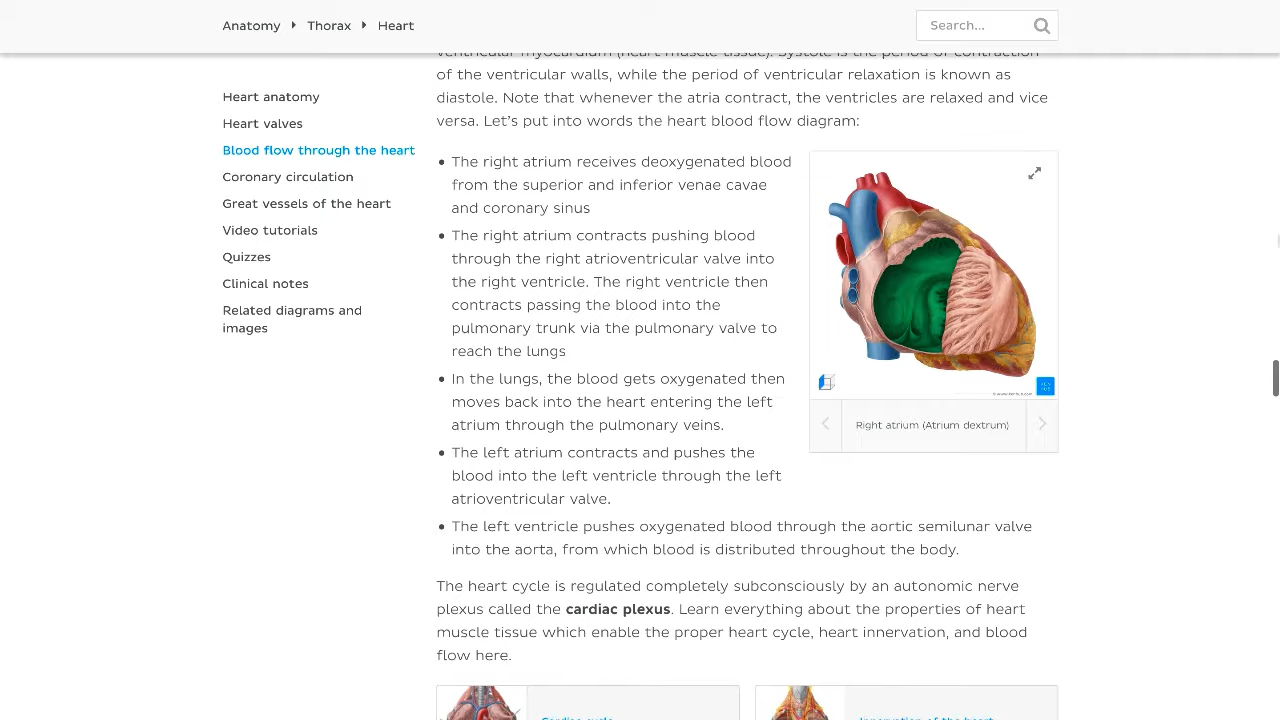 Anatomy
Thorax
Heart
Search...
ventricular myocardium (heart muscle tissue). Systole is the period of contraction
of the ventricular walls, while the period of ventricular relaxation is known as
diastole. Note that whenever the atria contract, the ventricles are relaxed and vice
versa. Let’s put into words the heart blood flow diagram:
Heart anatomy
Heart valves
Blood flow through the heart
Coronary circulation
Great vessels of the heart
Video tutorials
Quizzes
Clinical notes
Related diagrams and
images
The right atrium receives deoxygenated blood
from the superior and inferior venae cavae
and coronary sinus
The right atrium contracts pushing blood
through the right atrioventricular valve into
the right ventricle. The right ventricle then
contracts passing the blood into the
pulmonary trunk via the pulmonary valve to
reach the lungs
In the lungs, the blood gets oxygenated then
moves back into the heart entering the left
atrium through the pulmonary veins.
The left atrium contracts and pushes the
blood into the left ventricle through the left
atrioventricular valve.
The left ventricle pushes oxygenated blood through the aortic semilunar valve
into the aorta, from which blood is distributed throughout the body.
© www.kenhub.com
KEN
HUB
Right atrium (Atrium dextrum)
The heart cycle is regulated completely subconsciously by an autonomic nerve
plexus called the cardiac plexus. Learn everything about the properties of heart
muscle tissue which enable the proper heart cycle, heart innervation, and blood
flow here.
Cardiac cycle
Innervation of the heart